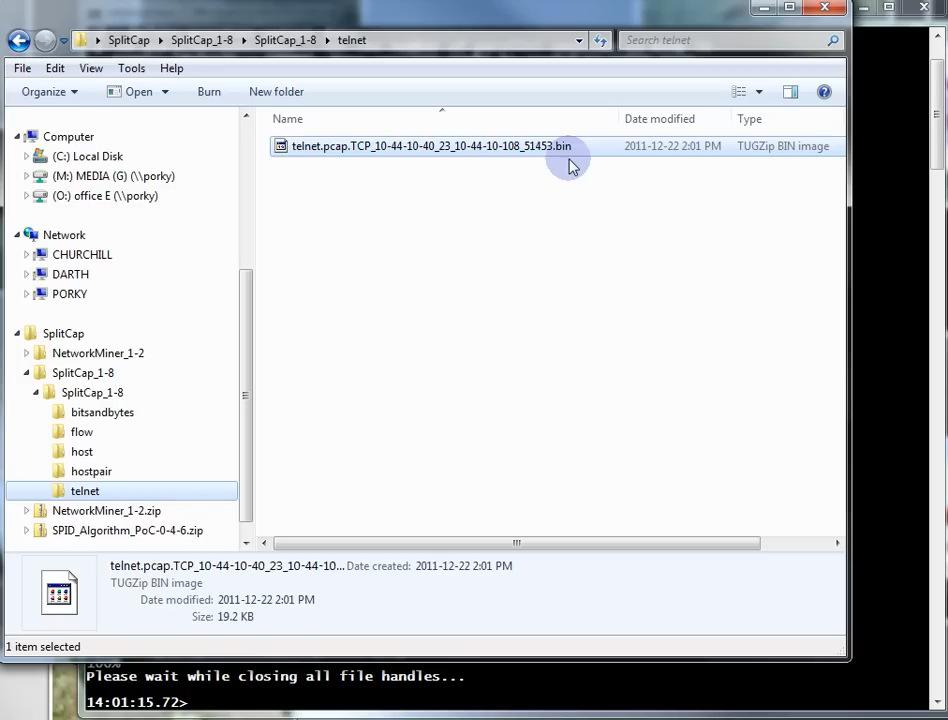 SplitCap SplitCap_1-8 SplitCap_1-8 telnet
Search telnet
File Edit View Tools Help
Organize Open Burn New folder
Name Date modified Type
Computer
(C:) Local Disk
(M:) MEDIA (G) (\\porky)
(O:) office E (\\porky)
Network
CHURCHILL
DARTH
PORKY
SplitCap
NetworkMiner_1-2
SplitCap_1-8
SplitCap_1-8
bitsandbytes
flow
host
hostpair
telnet
NetworkMiner_1-2.zip
SPID_Algorithm_PoC-0-4-6.zip
telnet.pcap.TCP_10-44-10-40_23_10-44-10-108_51453.bin 2011-12-22 2:01 PM TUGZip BIN image
telnet.pcap.TCP_10-44-10-40_23_10-44-10... Date created: 2011-12-22 2:01 PM
TUGZip BIN image
Date modified: 2011-12-22 2:01 PM
Size: 19.2 KB
1 item selected
100%
Please wait while closing all file handles...
14:01:15.72>